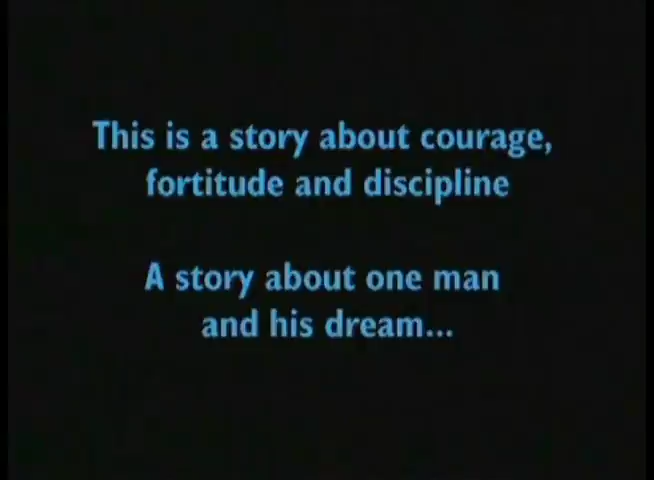 This is a story about courage,
fortitude and discipline
A story about one man
and his dream...